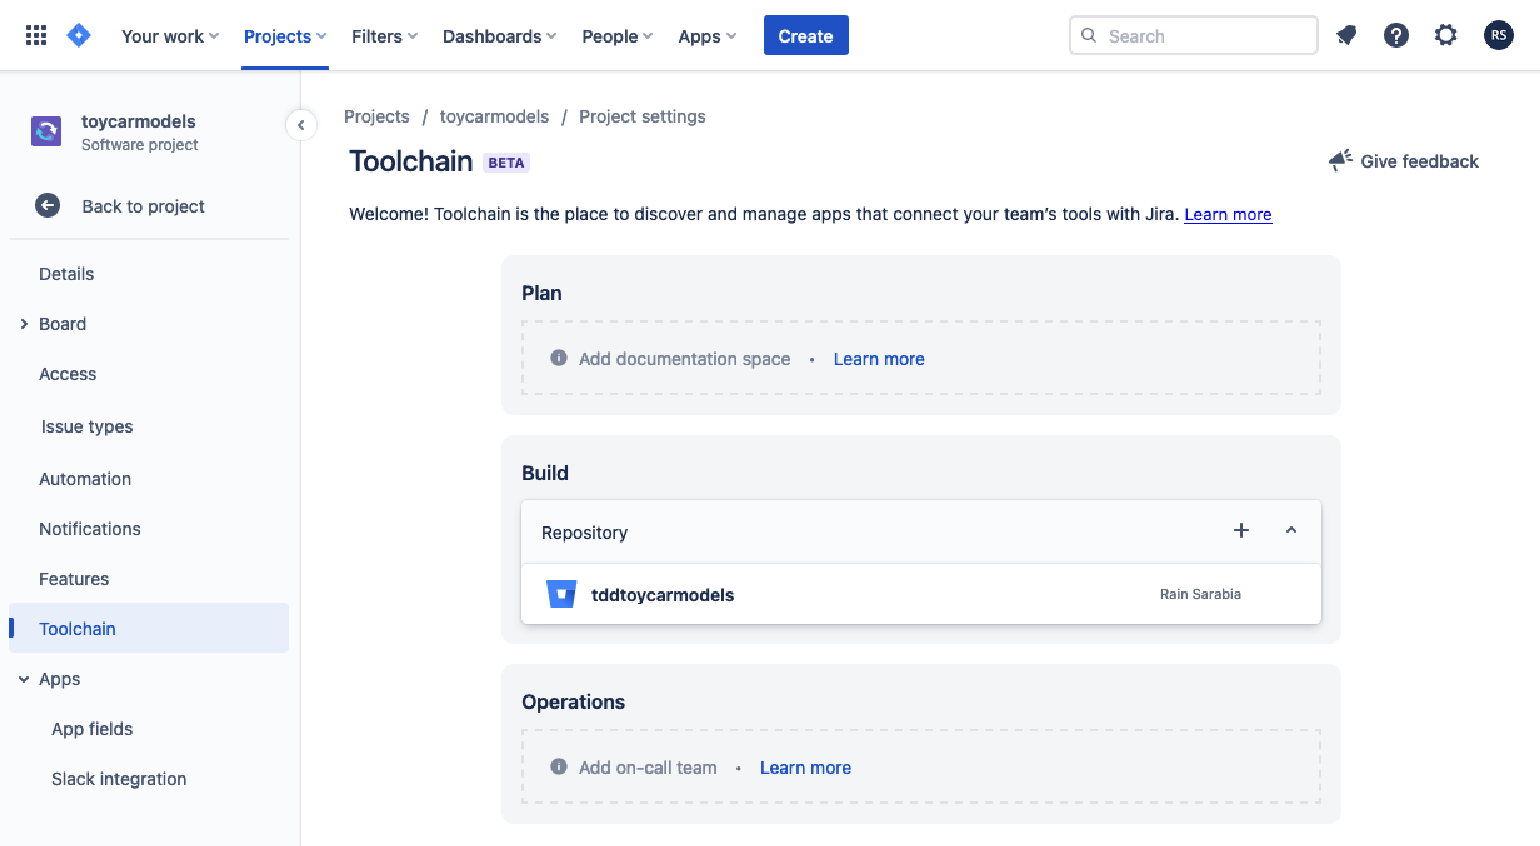 Your work Projects Filters Dashboards People Apps Create Search RS
toycarmodels
Software project
Back to project
Details
Board
Access
Issue types
Automation
Notifications
Features
Toolchain
Apps
App fields
Slack integration
Projects / toycarmodels / Project settings
Toolchain BETA
Give feedback
Welcome! Toolchain is the place to discover and manage apps that connect your team's tools with Jira. Learn more
Plan
Add documentation space • Learn more
Build
Repository
tddtoycarmodels Rain Sarabia
Operations
Add on-call team • Learn more